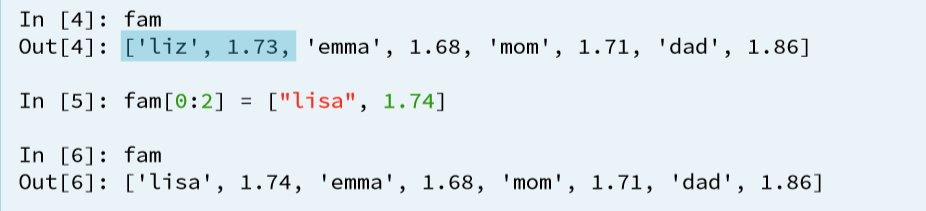 In [4]: fam
Out[4]: ['liz', 1.73, 'emma', 1.68, 'mom', 1.71, 'dad', 1.86]
In [5]: fam[0:2] = ["lisa", 1.74]
In [6]: fam
Out[6]: ['lisa', 1.74, 'emma', 1.68, 'mom', 1.71, 'dad', 1.86]